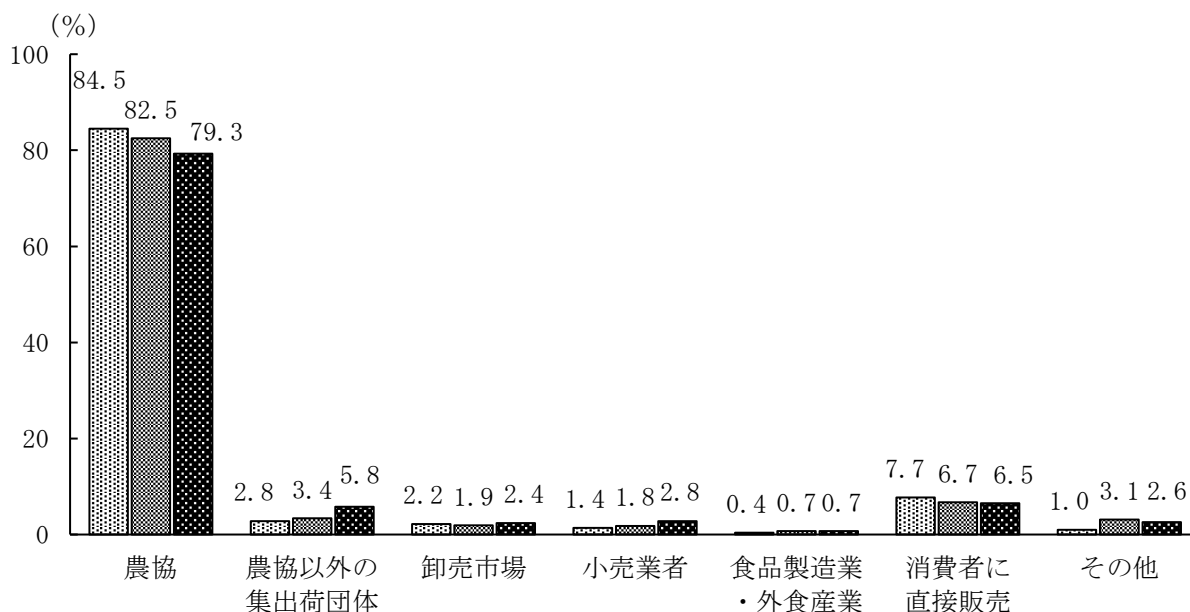 (%)
100
80
60
40
20
0
84.5
82.5
79.3
2.8
3.4
5.8
2.2
1.9
2.4
1.4
1.8
2.8
0.4
0.7
0.7
7.7
6.7
6.5
1.0
3.1
2.6
農協
農協以外の
集出荷団体
卸売市場
小売業者
食品製造業
・外食産業
消費者に
直接販売
その他